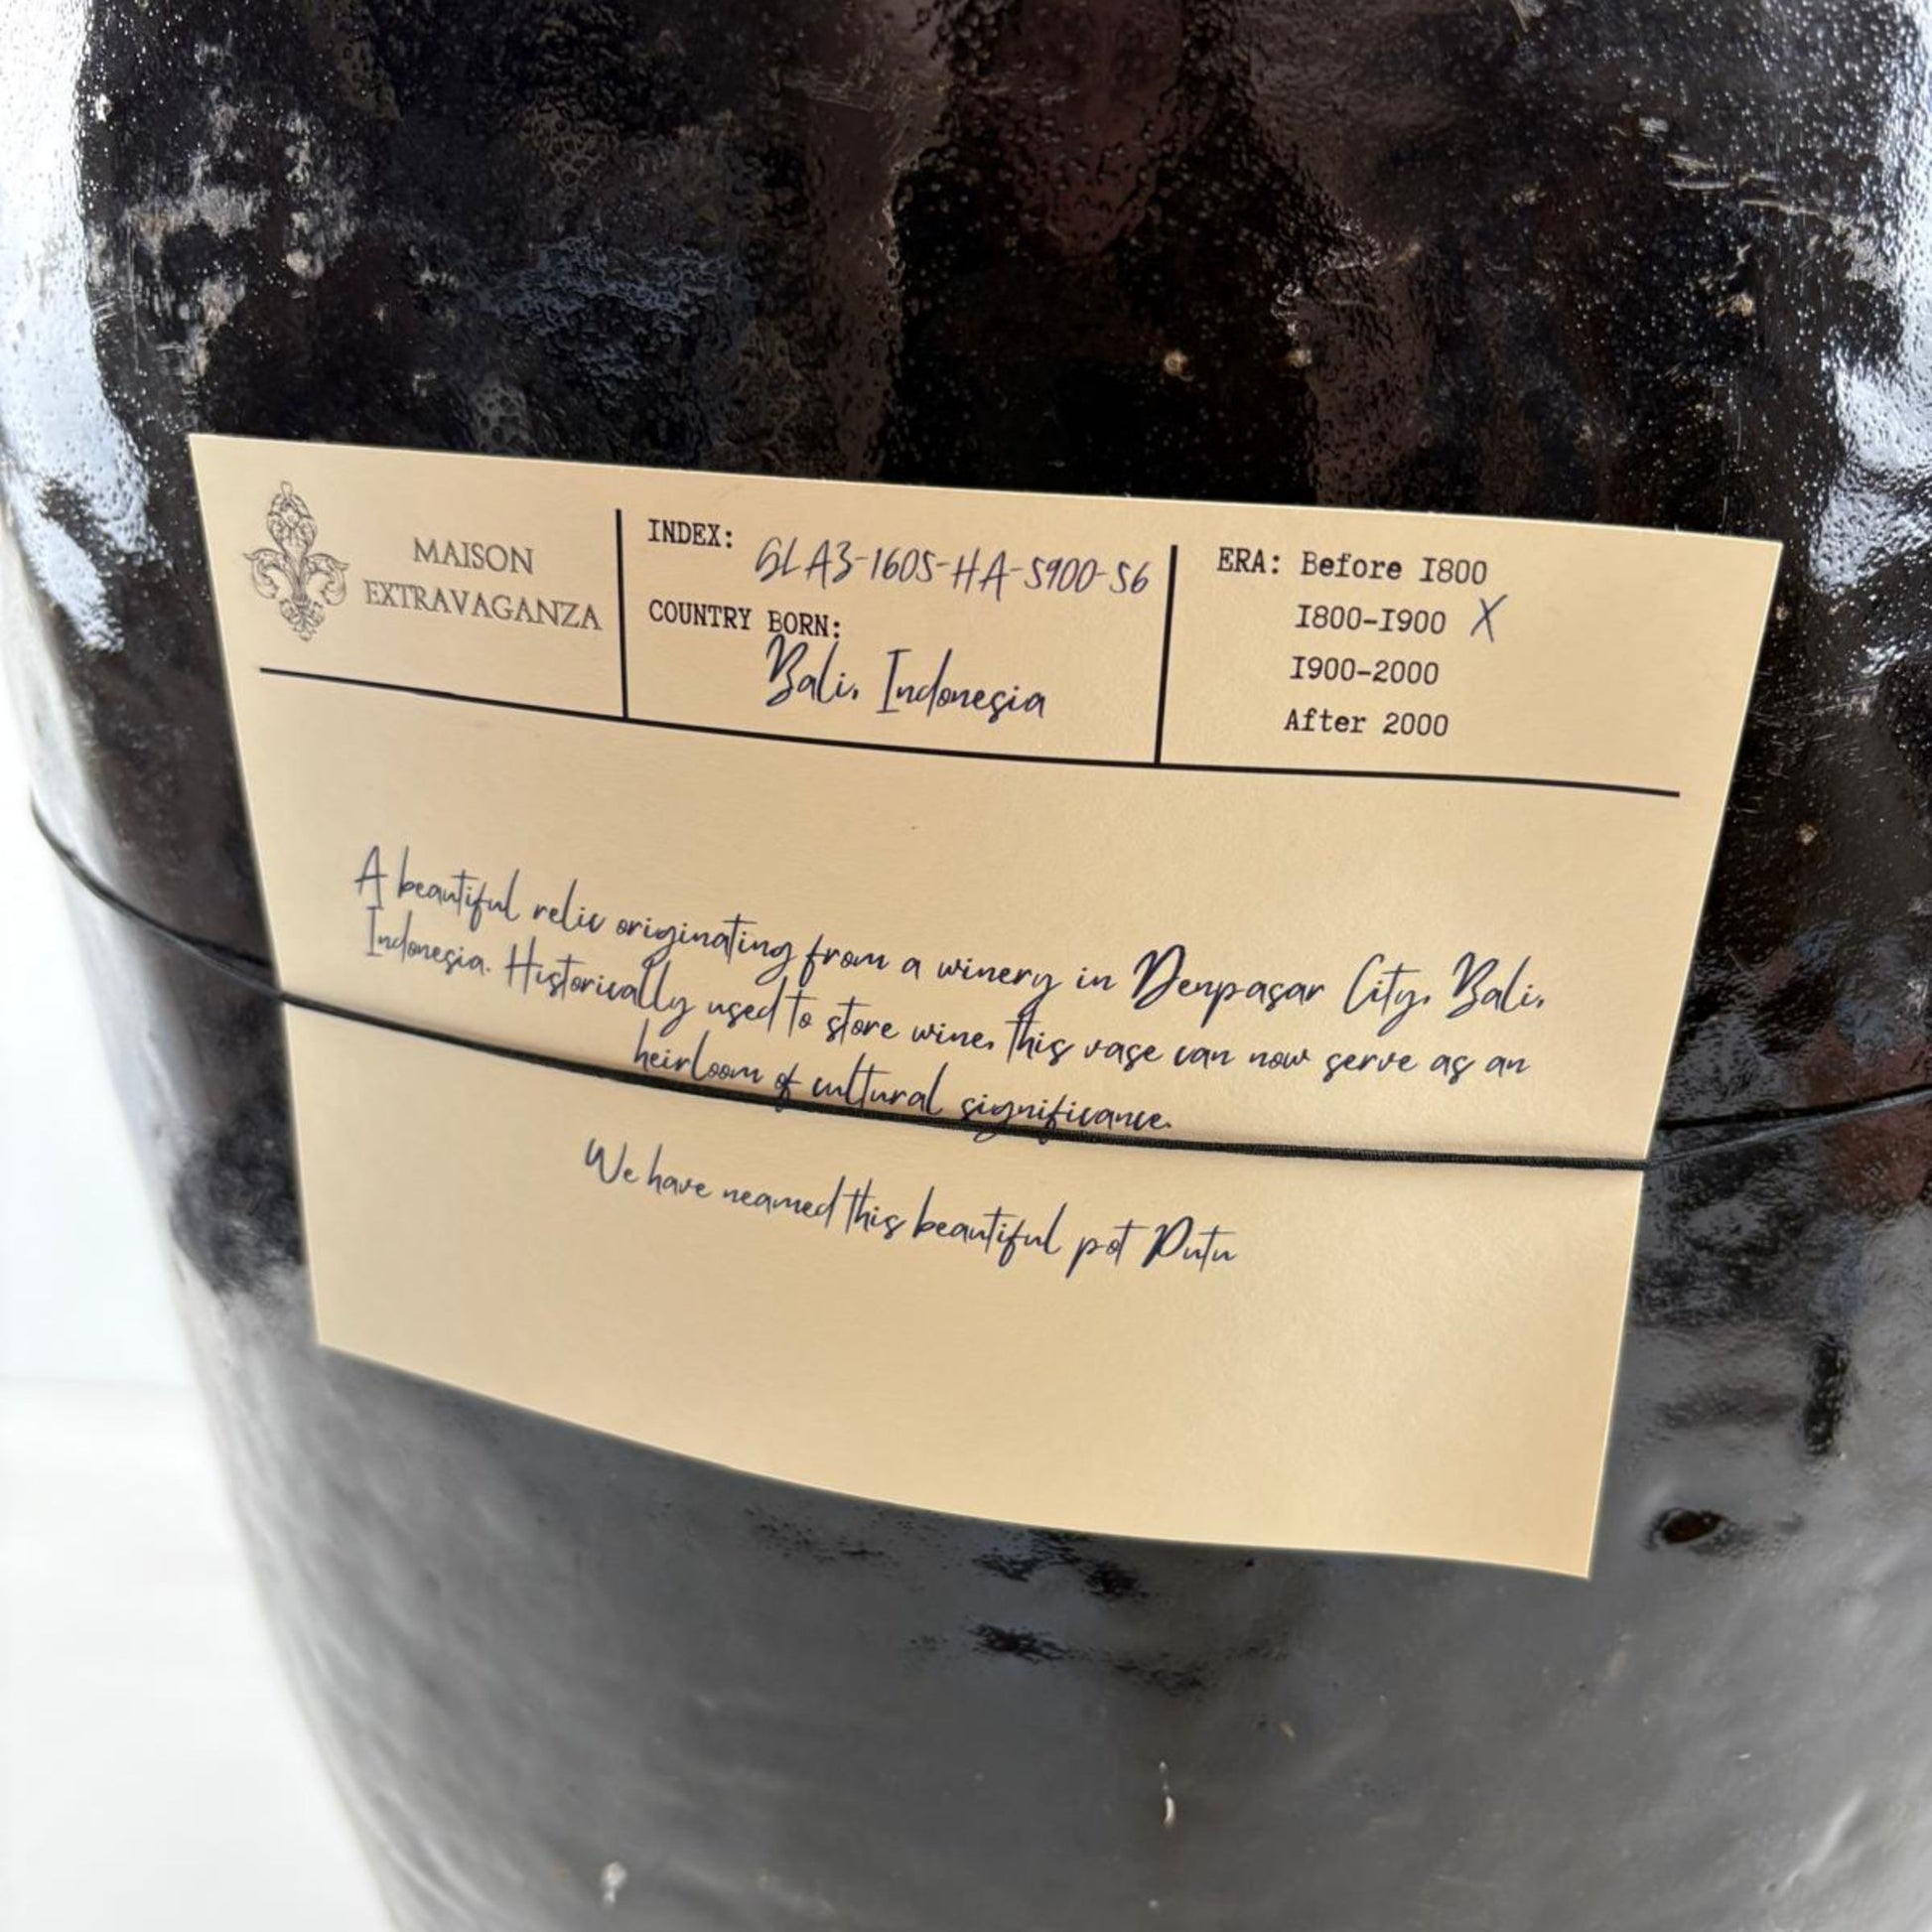 MAISON
EXTRAVAGANZA
INDEX: GLA3-1605-HA-5900-56
COUNTRY BORN:
Bali, Indonesia
ERA: Before I800
I800-I900 X
I900-2000
After 2000
A beautiful relic originating from a winery in Denpasar City, Bali,
Indonesia. Historically used to store wine, this vase can now serve as an
heirloom of cultural significance.
We have neamed this beautiful pot Putu